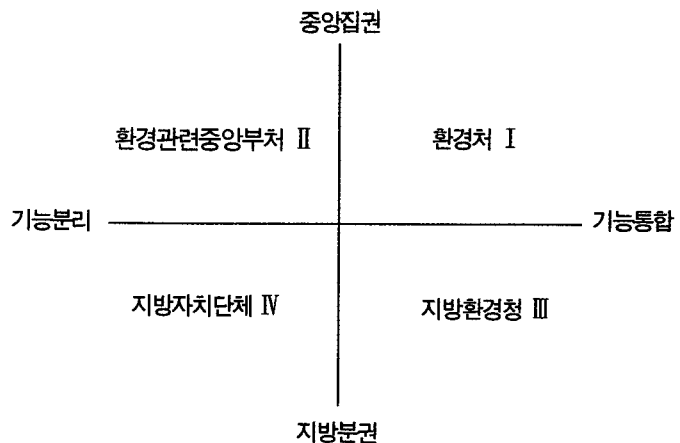 중앙집권
환경관련중앙부처 Ⅱ
환경처 Ⅰ
기능분리
기능통합
지방자치단체 Ⅳ
지방환경청 Ⅲ
지방분권